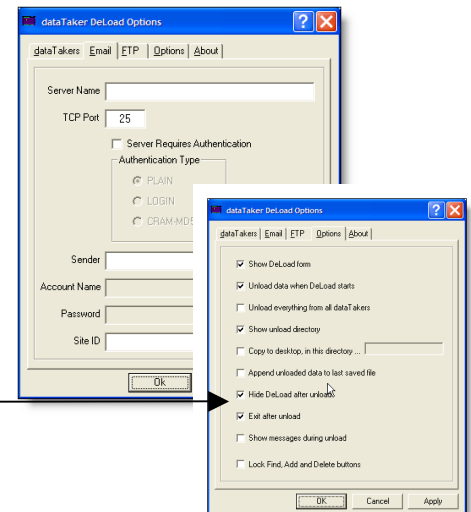 dataTaker DeLoad Options
dataTakers Email FTP Options About
Server Name
TCP Port 25
Server Requires Authentication
Authentication Type
PLAIN
LOGIN
CRAM-MD5
Sender
Account Name
Password
Site ID
Ok
dataTaker DeLoad Options
dataTakers Email FTP Options About
Show DeLoad form
Unload data when DeLoad starts
Unload everything from all dataTakers
Show unload directory
Copy to desktop, in this directory ...
Append unloaded data to last saved file
Hide DeLoad after unloads
Exit after unload
Show messages during unload
Lock Find, Add and Delete buttons
OK Cancel Apply